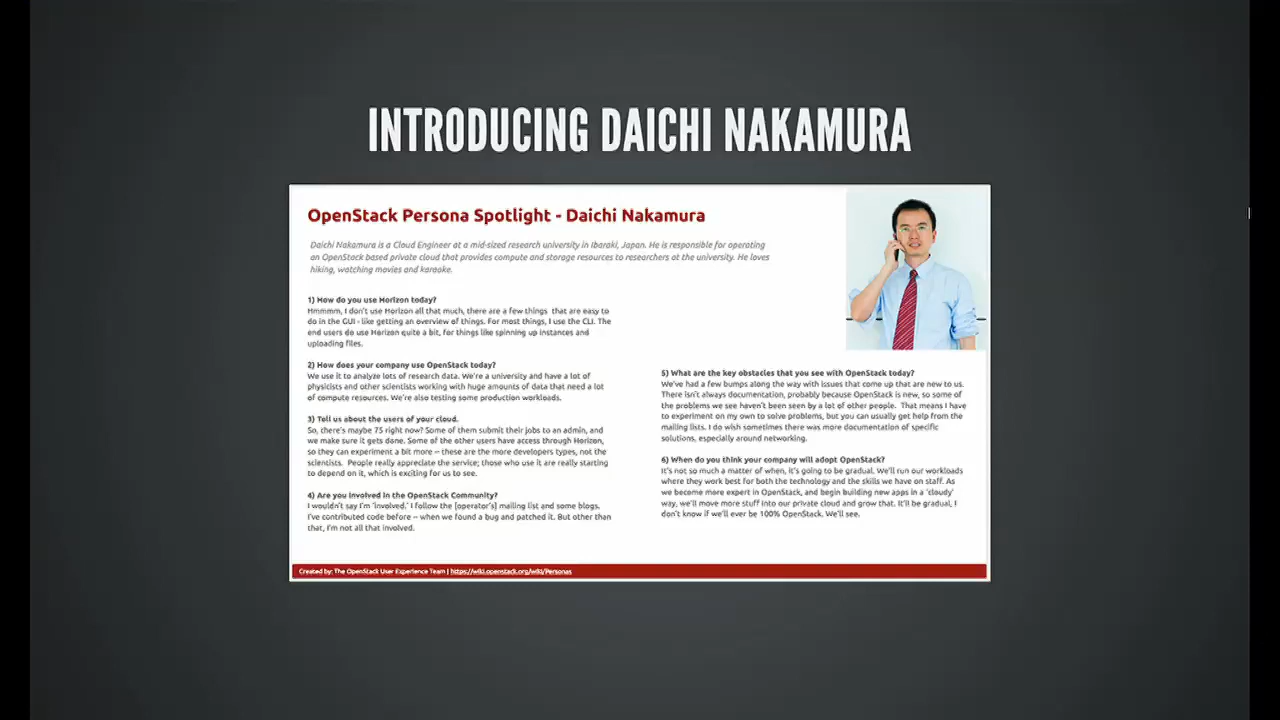 INTRODUCING DAICHI NAKAMURA
OpenStack Persona Spotlight - Daichi Nakamura
Daichi Nakamura is a Cloud Engineer at a mid-sized research university in Ibaraki, Japan. He is responsible for operating
an OpenStack based private cloud that provides compute and storage resources to researchers at the university. He loves
hiking, watching movies and karaoke.
1) How do you use Horizon today?
Hmmmm, I don't use Horizon all that much, there are a few things that are easy to
do in the GUI - like getting an overview of things. For most things, I use the CLI. The
end users do use Horizon quite a bit, for things like spinning up instances and
uploading files.
2) How does your company use OpenStack today?
We use it to analyze lots of research data. We're a university and have a lot of
physicists and other scientists working with huge amounts of data that need a lot
of compute resources. We're also testing some production workloads.
3) Tell us about the users of your cloud.
So, there's maybe 75 right now? Some of them submit their jobs to an admin, and
we make sure it gets done. Some of the other users have access through Horizon,
so they can experiment a bit more -- these are the more developers types, not the
scientists. People really appreciate the service; those who use it are really starting
to depend on it, which is exciting for us to see.
4) Are you involved in the OpenStack Community?
I wouldn't say I'm 'involved.' I follow the [operator's] mailing list and some blogs.
I've contributed code before -- when we found a bug and patched it. But other than
that, I'm not all that involved.
5) What are the key obstacles that you see with OpenStack today?
We've had a few bumps along the way with issues that come up that are new to us.
There isn't always documentation, probably because OpenStack is new, so some of
the problems we see haven't been seen by a lot of other people. That means I have
to experiment on my own to solve problems, but you can usually get help from the
mailing lists. I do wish sometimes there was more documentation of specific
solutions, especially around networking.
6) When do you think your company will adopt OpenStack?
It's not so much a matter of when, it's going to be gradual. We'll run our workloads
where they work best for both the technology and the skills we have on staff. As
we become more expert in OpenStack, and begin building new apps in a 'cloudy'
way, we'll move more stuff into our private cloud and grow that. It'll be gradual, I
don't know if we'll ever be 100% OpenStack. We'll see.
Created by: The OpenStack User Experience Team | https://wiki.openstack.org/wiki/Personas